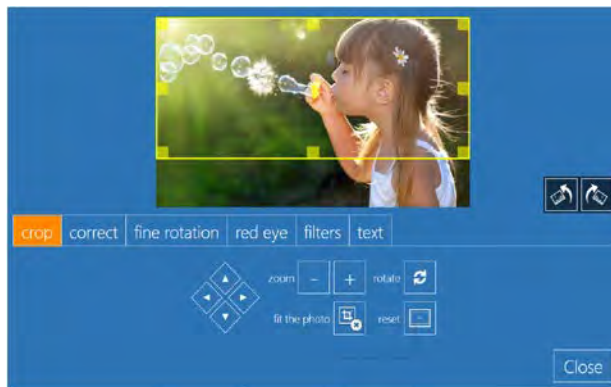 crop correct fine rotation red eye filters text
zoom - + rotate
fit the photo reset
Close